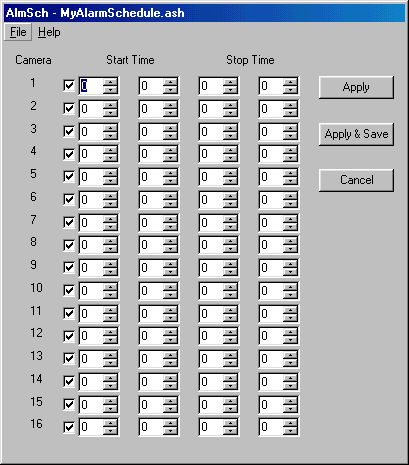 AlmSch - MyAlarmSchedule.ash
File Help
Camera Start Time Stop Time
1 0 0 0 0 Apply
2 0 0 0 0
3 0 0 0 0 Apply & Save
4 0 0 0 0
5 0 0 0 0 Cancel
6 0 0 0 0
7 0 0 0 0
8 0 0 0 0
9 0 0 0 0
10 0 0 0 0
11 0 0 0 0
12 0 0 0 0
13 0 0 0 0
14 0 0 0 0
15 0 0 0 0
16 0 0 0 0